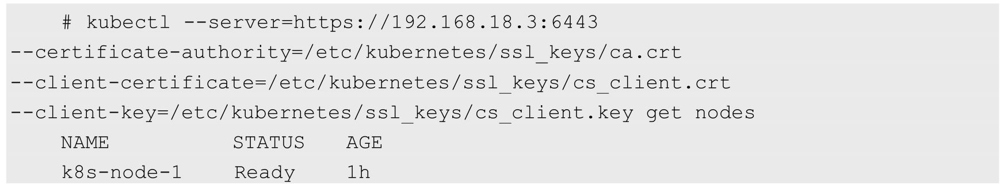 # kubectl --server=https://192.168.18.3:6443
--certificate-authority=/etc/kubernetes/ssl_keys/ca.crt
--client-certificate=/etc/kubernetes/ssl_keys/cs_client.crt
--client-key=/etc/kubernetes/ssl_keys/cs_client.key get nodes
NAME STATUS AGE
k8s-node-1 Ready 1h